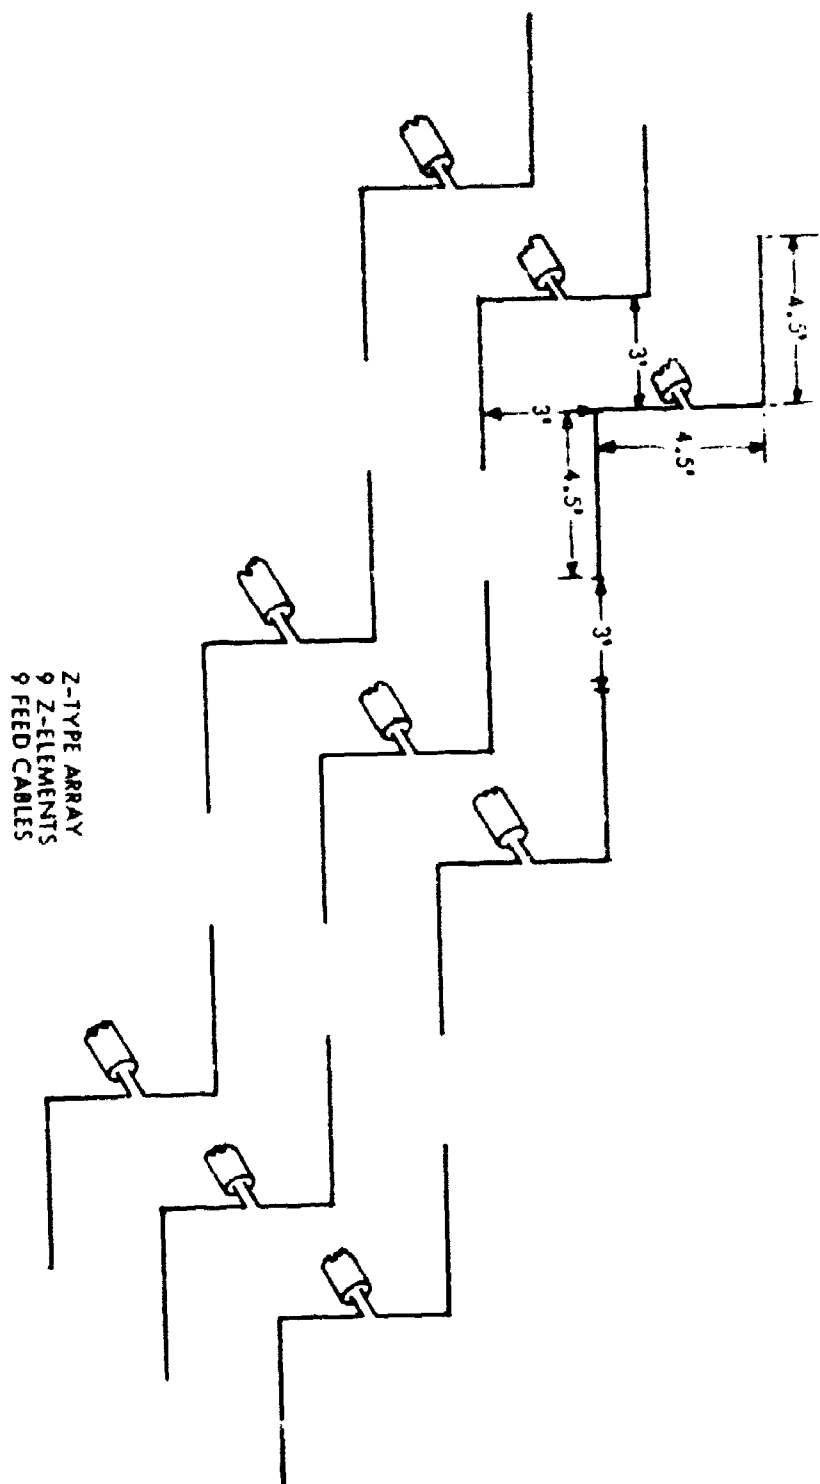 4.5'
4.5'
3'
3'
4.5'
3'
Z-TYPE ARRAY
9 Z-ELEMENTS
9 FEED CABLES